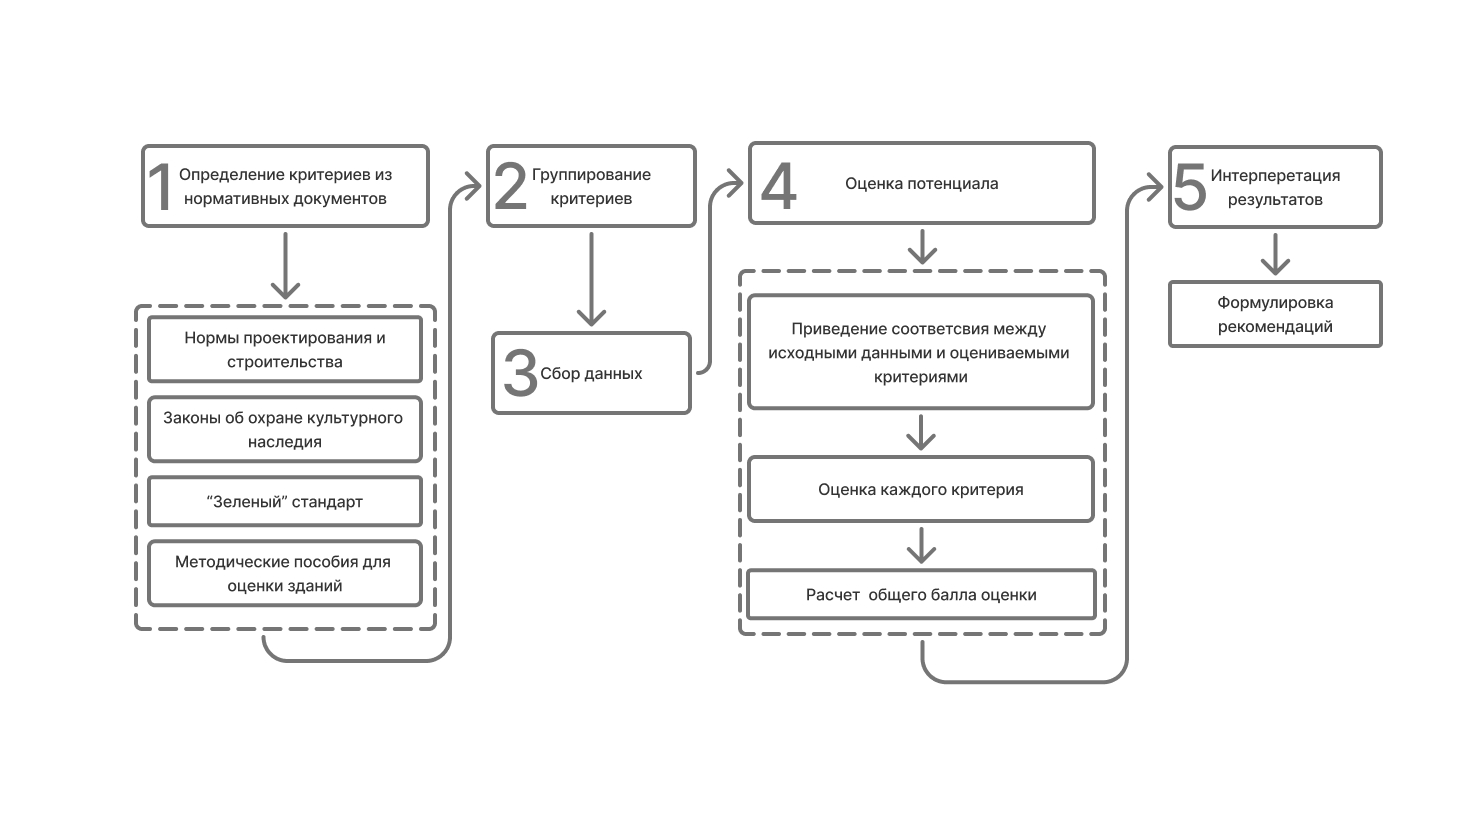 1
Определение критериев из
нормативных документов
Нормы проектирования и
строительства
Законы об охране культурного
наследия
“Зеленый” стандарт
Методические пособия для
оценки зданий
2
Группирование
критериев
3
Сбор данных
4
Оценка потенциала
Приведение соответсвия между
исходными данными и оцениваемыми
критериями
Оценка каждого критерия
Расчет  общего балла оценки
5
Интерперетация
результатов
Формулировка
рекомендаций